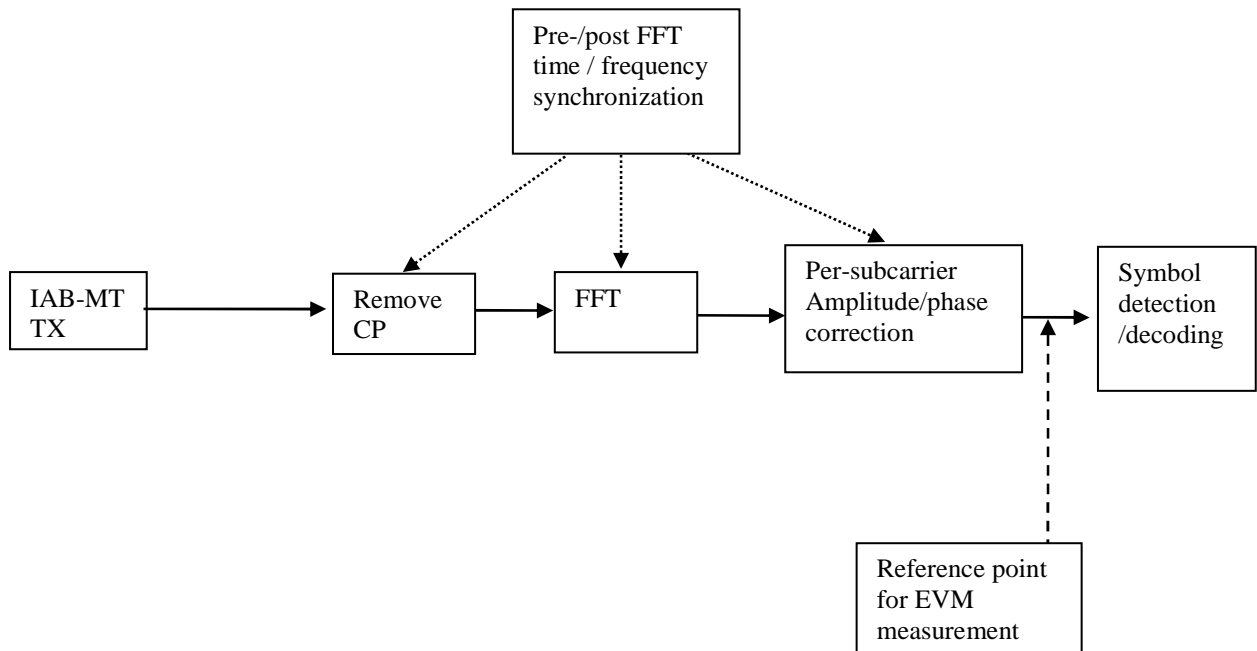 Pre-/post FFT
time / frequency
synchronization
IAB-MT
TX
Remove
CP
FFT
Per-subcarrier
Amplitude/phase
correction
Symbol
detection
/decoding
Reference point
for EVM
measurement